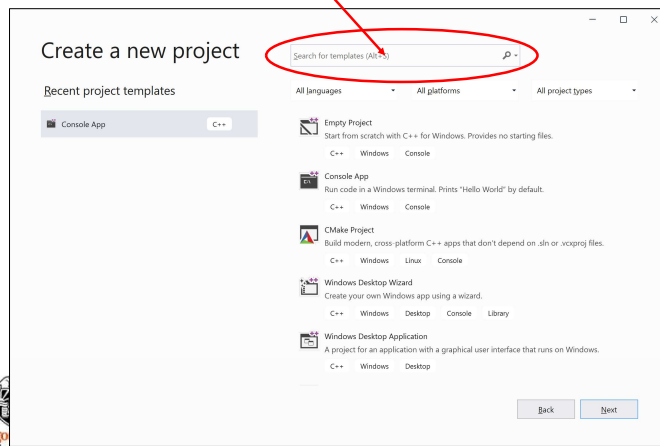 Create a new project
Search for templates (Alt+S)
Recent project templates
All languages
All platforms
All project types
Console App
C++
Empty Project
Start from scratch with C++ for Windows. Provides no starting files.
C++ Windows Console
Console App
Run code in a Windows terminal. Prints "Hello World" by default.
C++ Windows Console
CMake Project
Build modern, cross-platform C++ apps that don't depend on .sln or .vcxproj files.
C++ Windows Linux Console
Windows Desktop Wizard
Create your own Windows app using a wizard.
C++ Windows Desktop Console Library
Windows Desktop Application
A project for an application with a graphical user interface that runs on Windows.
C++ Windows Desktop
Back
Next